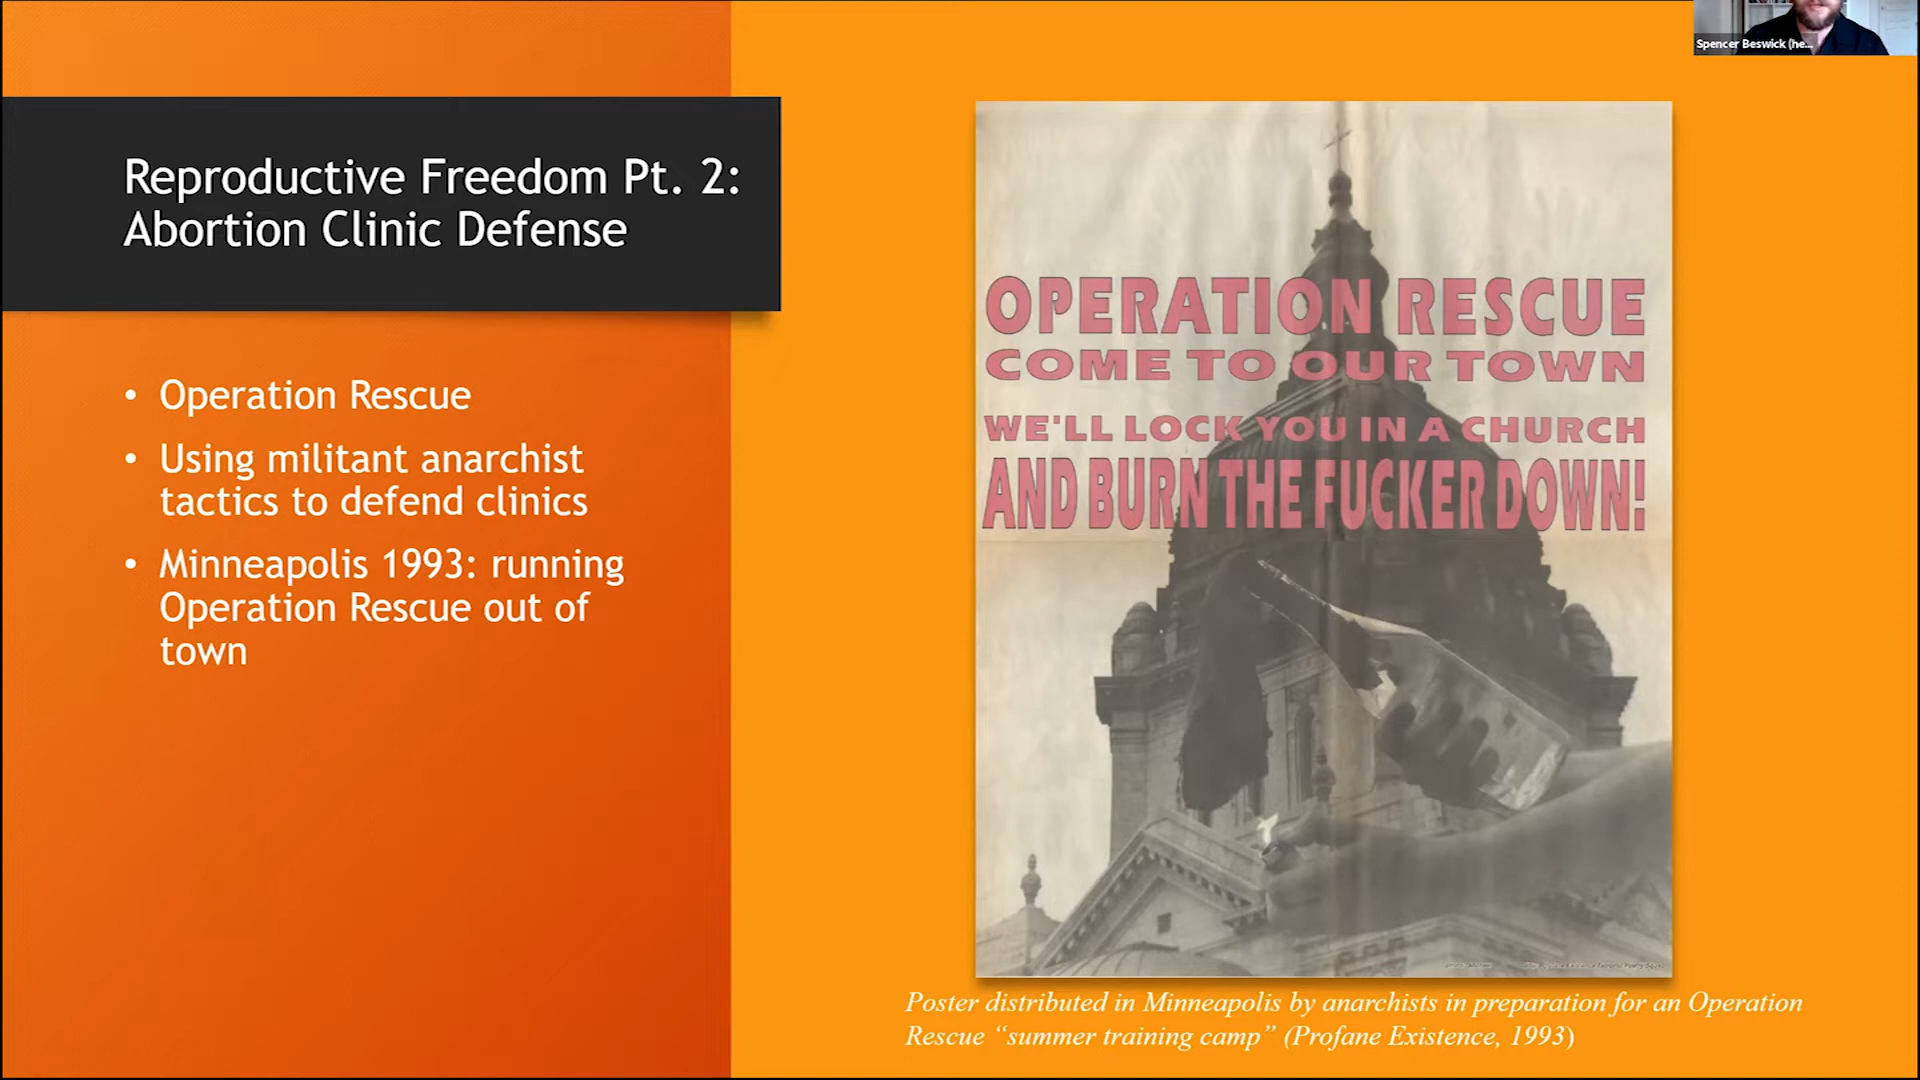 Spencer Beswick (he...
Reproductive Freedom Pt. 2:
Abortion Clinic Defense
• Operation Rescue
• Using militant anarchist
tactics to defend clinics
• Minneapolis 1993: running
Operation Rescue out of
town
OPERATION RESCUE
COME TO OUR TOWN
WE'LL LOCK YOU IN A CHURCH
AND BURN THE FUCKER DOWN!
Poster distributed in Minneapolis by anarchists in preparation for an Operation
Rescue “summer training camp” (Profane Existence, 1993)